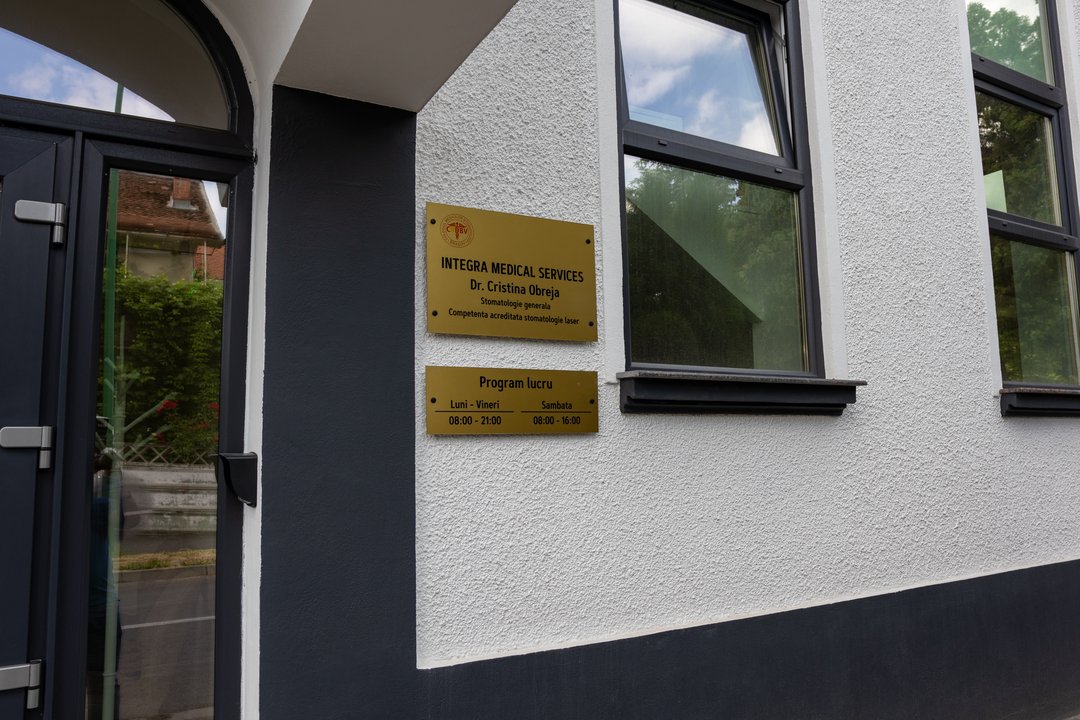 C BV
INTEGRA MEDICAL SERVICES
Dr. Cristina Obreja
Stomatologie generala
Competenta acreditata stomatologie laser
Program lucru
Luni - Vineri Sambata
08:00 - 21:00 08:00 - 16:00